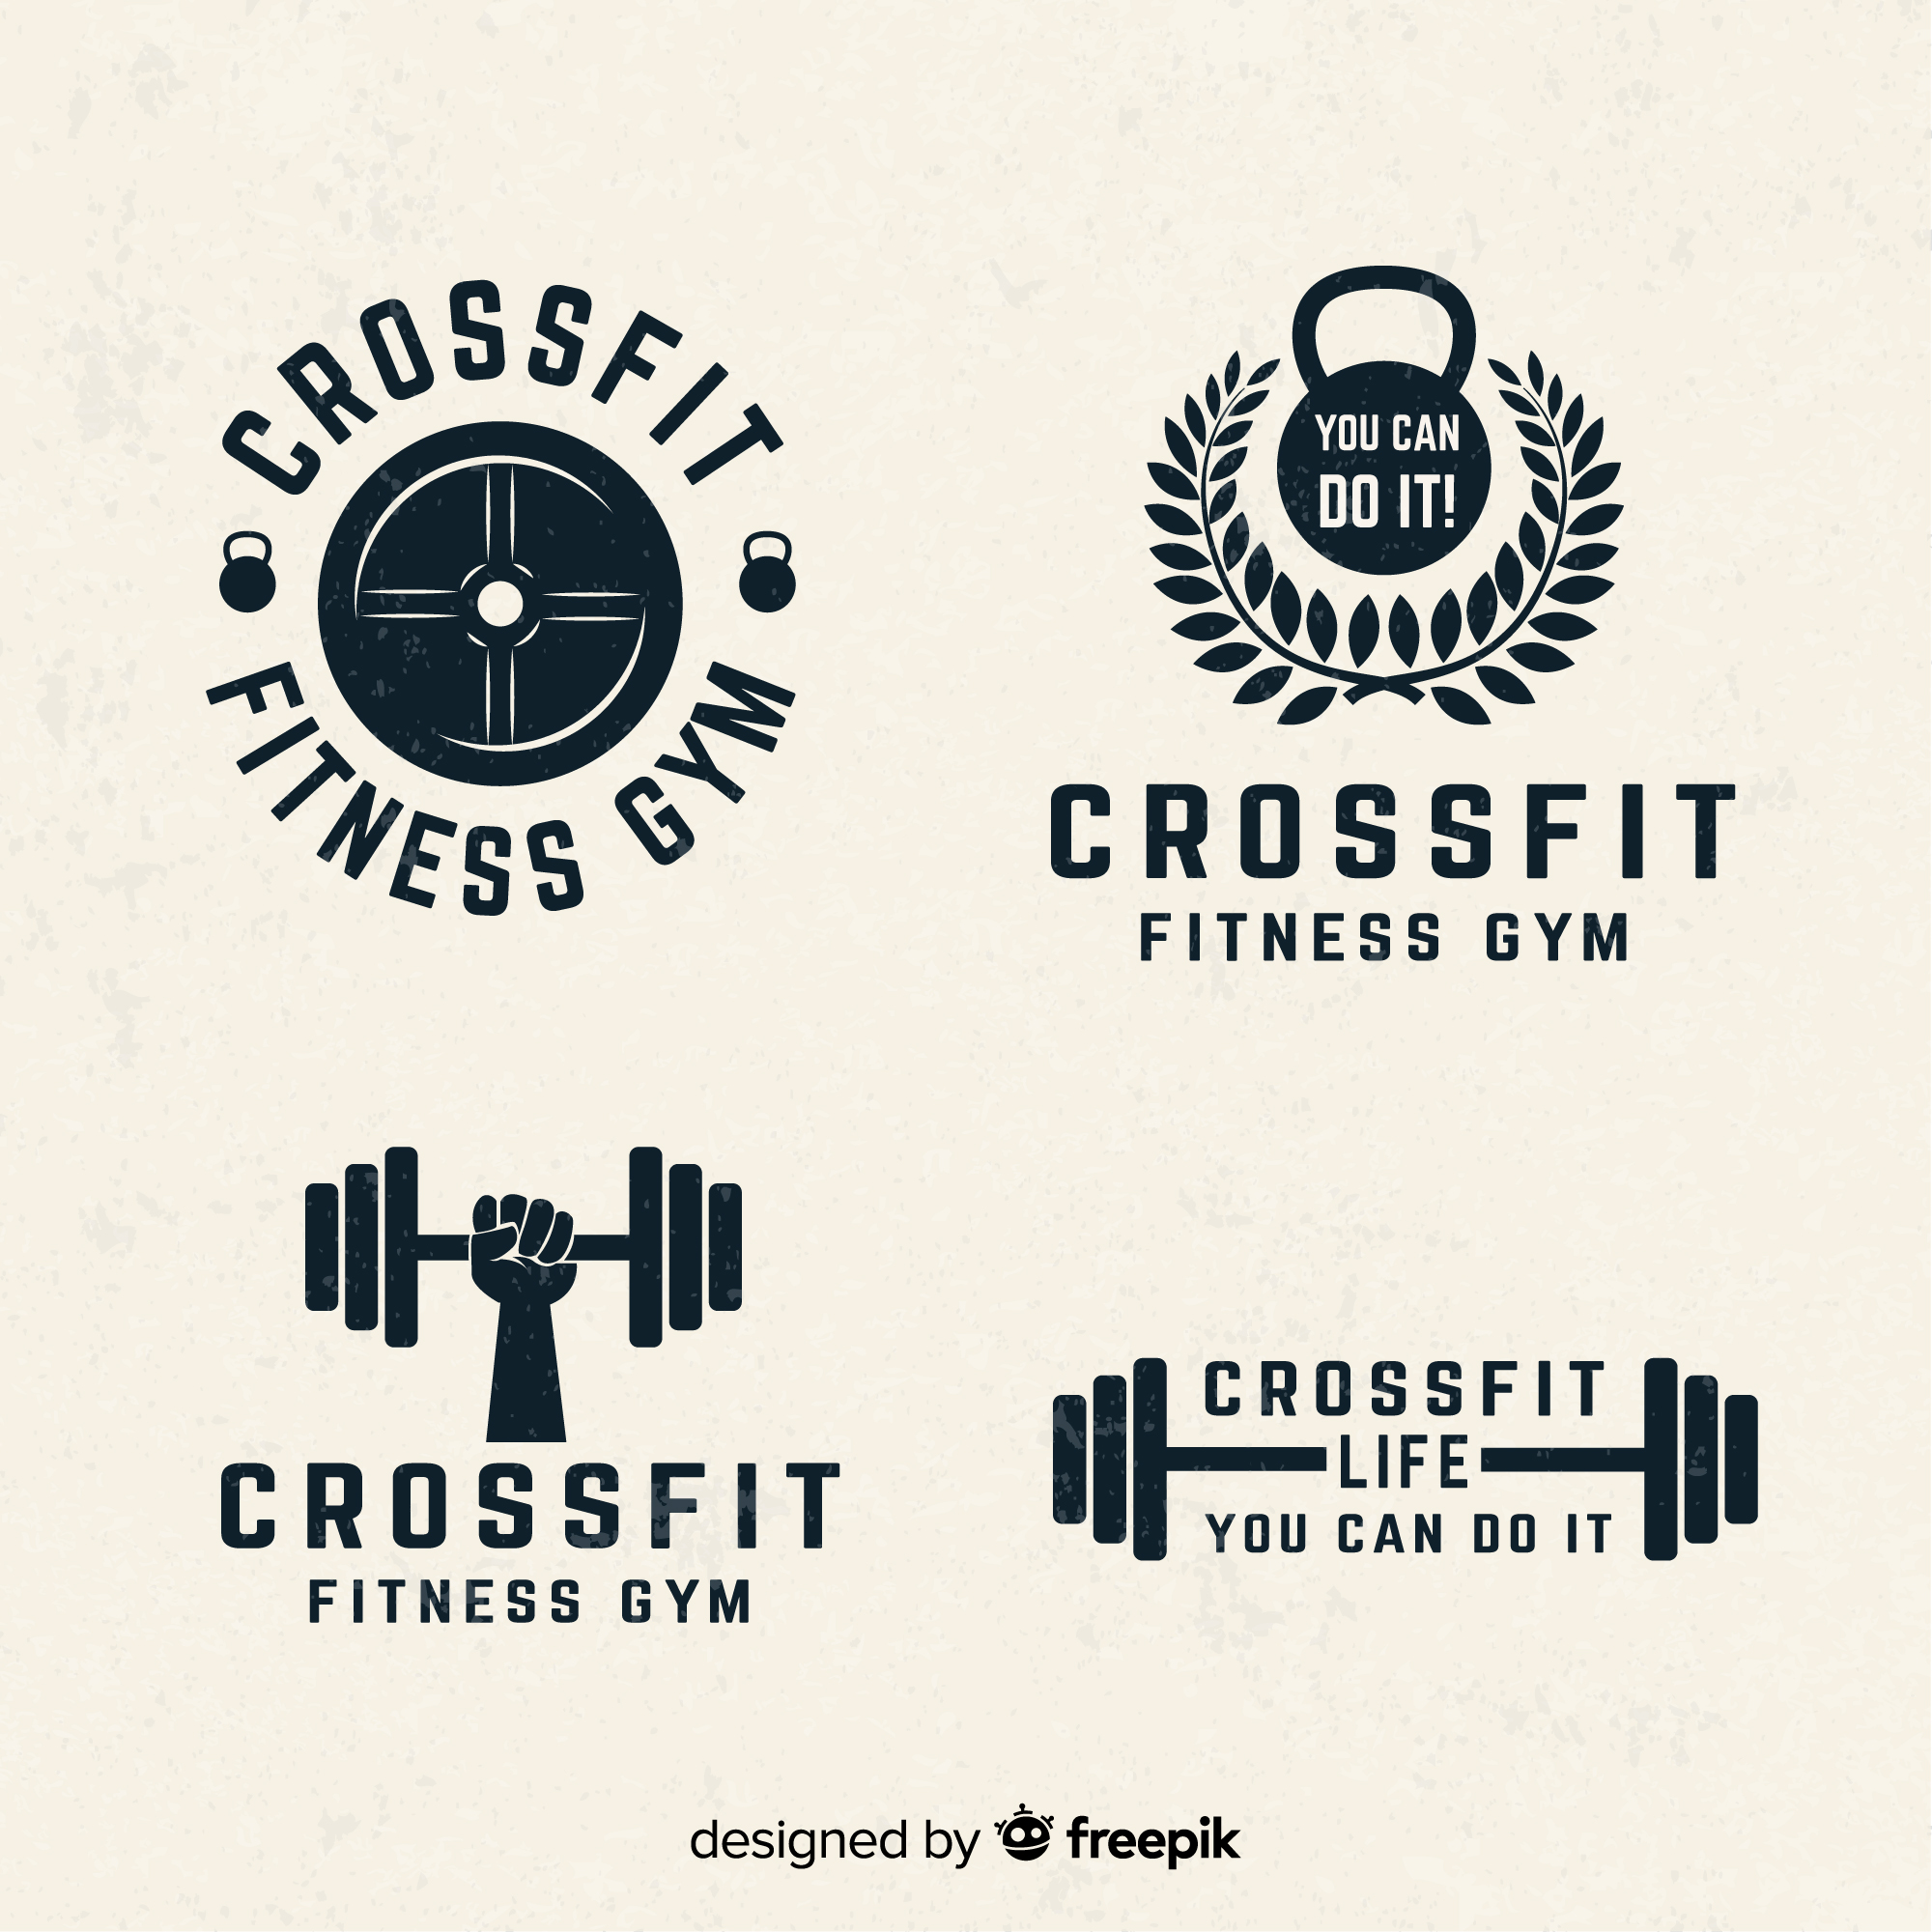 CROSSFIT
FITNESS GYM
YOU CAN
DO IT!
CROSSFIT
FITNESS GYM
CROSSFIT
FITNESS GYM
CROSSFIT
LIFE
YOU CAN DO IT
designed by freepik